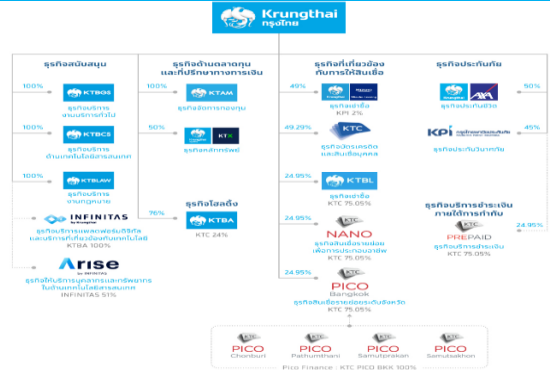 Krungthai
กรุงไทย
ธุรกิจสนับสนุน
100%
KTBGS
ธุรกิจบริการ
งานบริการทั่วไป
100%
KTBCS
ธุรกิจบริการ
ด้านเทคโนโลยีสารสนเทศ
100%
KTBLAW
ธุรกิจบริการ
งานกฎหมาย
INFINITAS
by Krungthai
ธุรกิจบริการแพลตฟอร์มดิจิทัล
และบริการที่เกี่ยวข้องกับเทคโนโลยี
KTBA 100%
Arise
by INFINITAS
ธุรกิจให้บริการบุคลากรและทรัพยากร
ในด้านเทคโนโลยีสารสนเทศ
INFINITAS 51%
ธุรกิจด้านตลาดทุน
และที่ปรึกษาทางการเงิน
100%
KTAM
ธุรกิจจัดการกองทุน
50%
KTX
ธุรกิจหลักทรัพย์
ธุรกิจโฮลดิ้ง
76%
KTBA
KTC 24%
ธุรกิจที่เกี่ยวข้อง
กับการให้สินเชื่อ
49%
ธุรกิจเช่าซื้อ
KPI 2%
49.29%
KTC
ธุรกิจบัตรเครดิต
และสินเชื่อบุคคล
24.95%
KTBL
ธุรกิจเช่าซื้อ
KTC 75.05%
24.95%
KTC
NANO
ธุรกิจสินเชื่อรายย่อย
เพื่อการประกอบอาชีพ
KTC 75.05%
24.95%
KTC
PICO
Bangkok
ธุรกิจสินเชื่อรายย่อยระดับจังหวัด
KTC 75.05%
ธุรกิจประกันภัย
50%
AXA
ธุรกิจประกันชีวิต
45%
KPi
ธุรกิจประกันวินาศภัย
ธุรกิจบริการชำระเงิน
ภายใต้การกำกับ
24.95%
KTC
PREPAID
ธุรกิจบริการชำระเงิน
KTC 75.05%
KTC
PICO
Chonburi
KTC
PICO
Pathumthani
KTC
PICO
Samutprakan
KTC
PICO
Samutsakhon
Pico Finance : KTC PICO BKK 100%